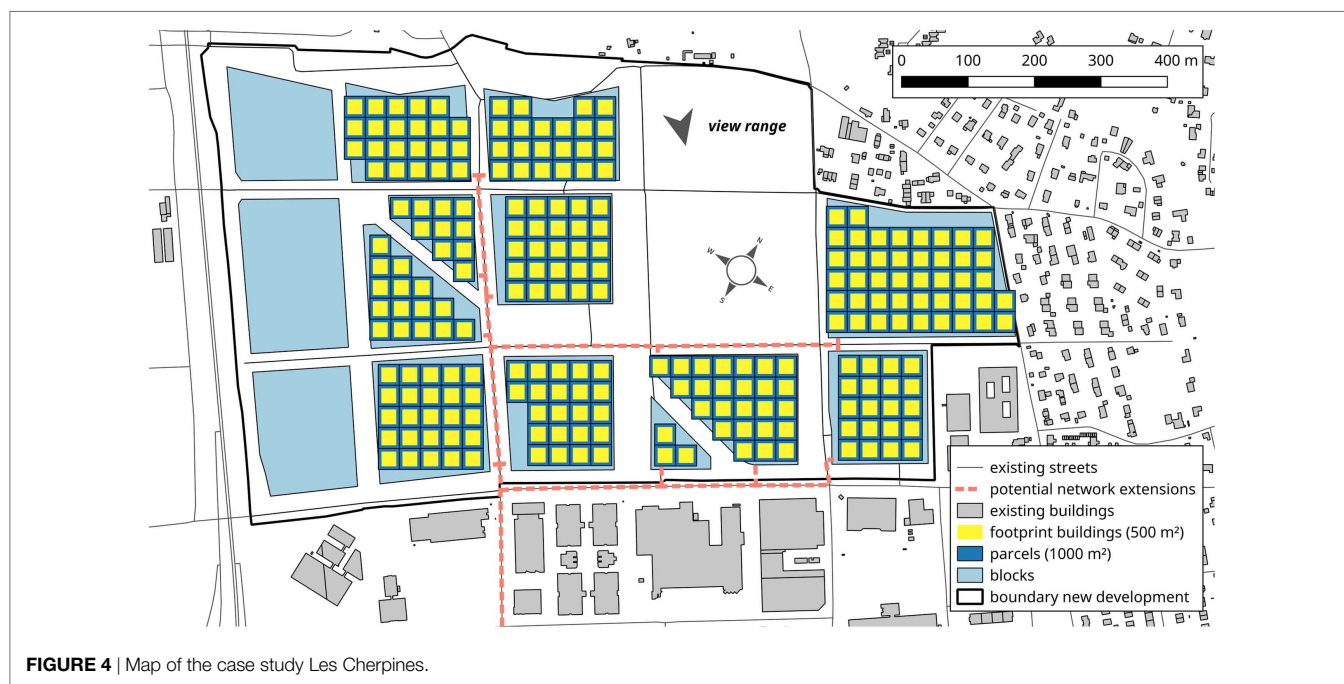 0 100 200 300 400 m
view range
N
W
E
S
existing streets
potential network extensions
existing buildings
footprint buildings (500 m²)
parcels (1000 m²)
blocks
boundary new development
FIGURE 4 | Map of the case study Les Cherpines.